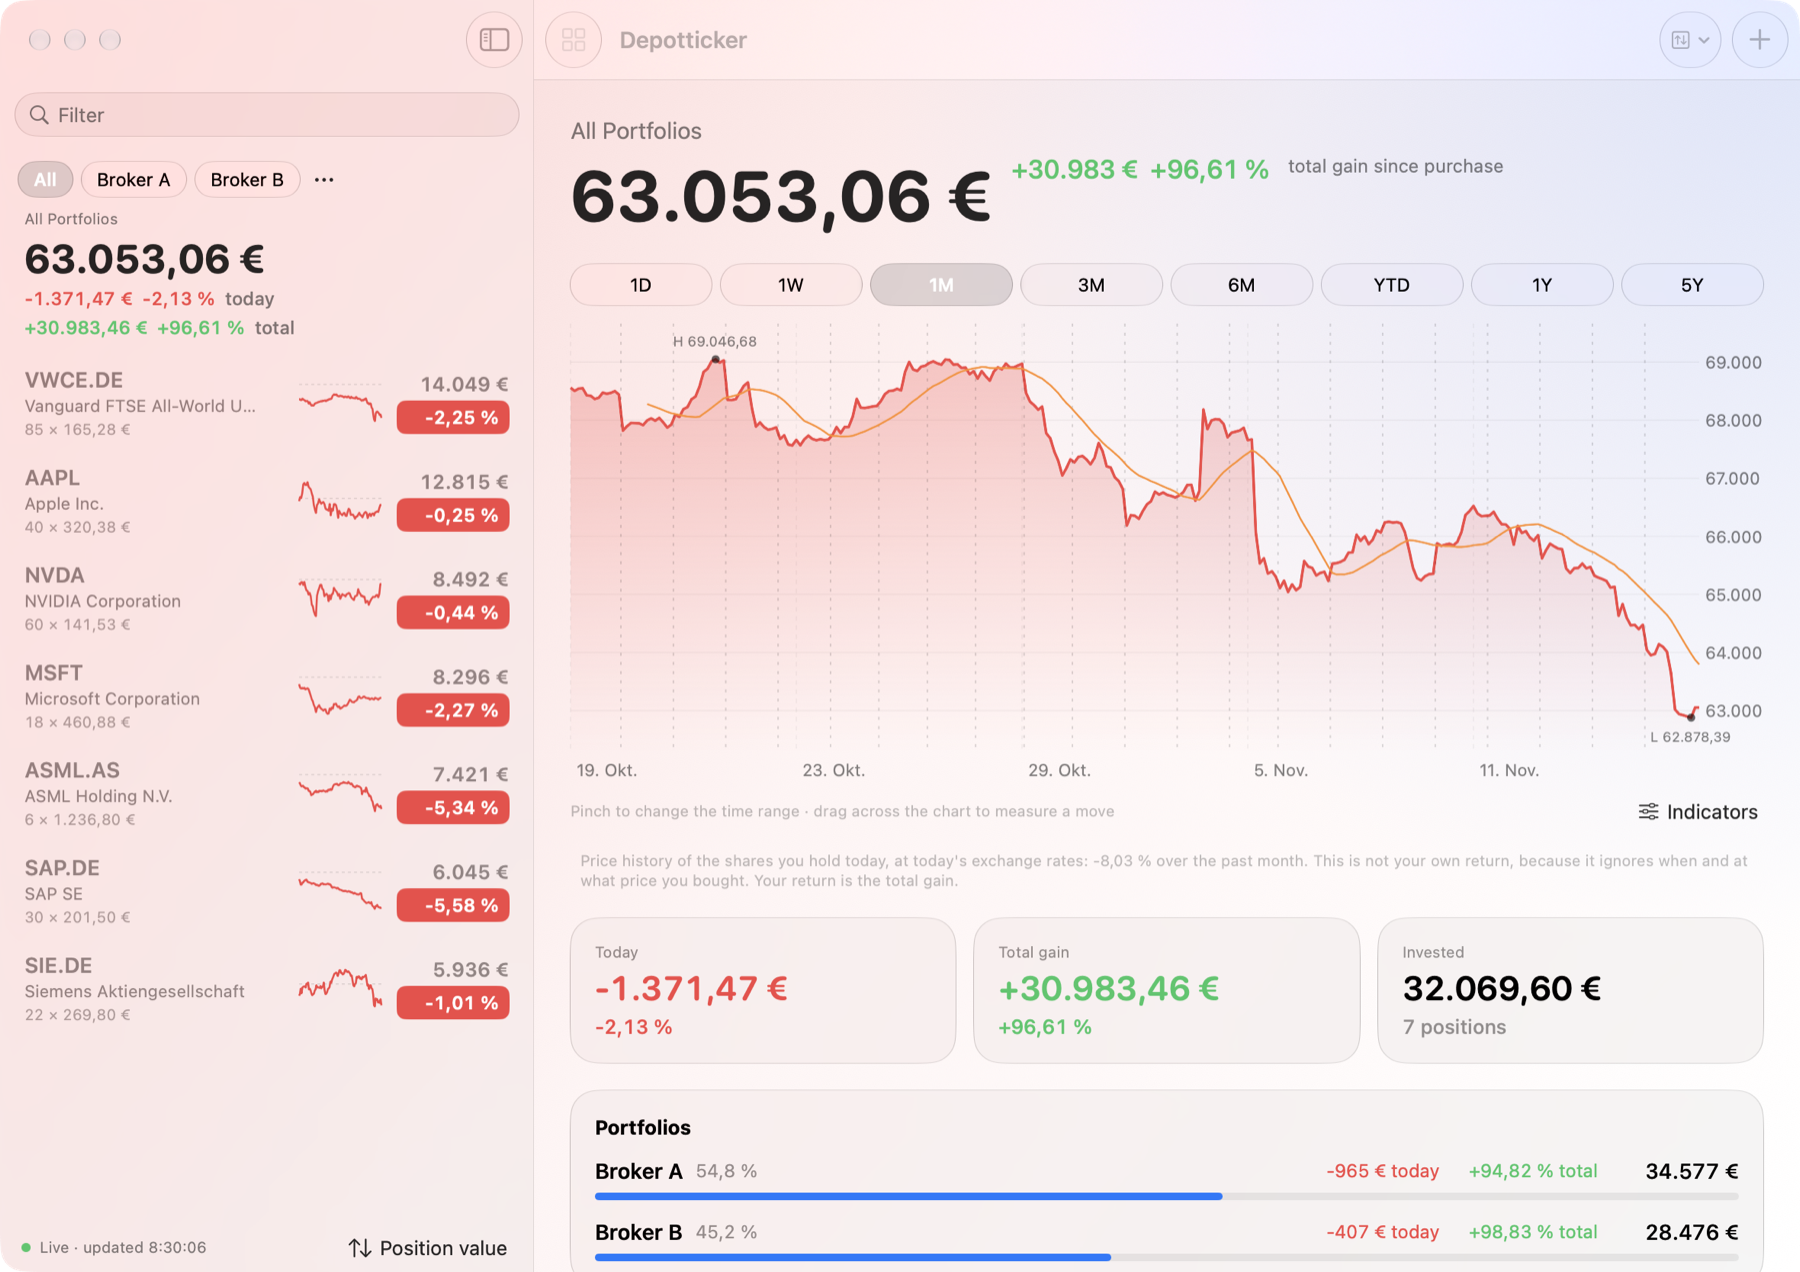 Depotticker
Filter
All
Broker A
Broker B
All Portfolios
63.053,06 €
-1.371,47 € -2,13 % today
+30.983,46 € +96,61 % total
VWCE.DE
Vanguard FTSE All-World U...
85 × 165,28 €
14.049 €
-2,25 %
AAPL
Apple Inc.
40 × 320,38 €
12.815 €
-0,25 %
NVDA
NVIDIA Corporation
60 × 141,53 €
8.492 €
-0,44 %
MSFT
Microsoft Corporation
18 × 460,88 €
8.296 €
-2,27 %
ASML.AS
ASML Holding N.V.
6 × 1.236,80 €
7.421 €
-5,34 %
SAP.DE
SAP SE
30 × 201,50 €
6.045 €
-5,58 %
SIE.DE
Siemens Aktiengesellschaft
22 × 269,80 €
5.936 €
-1,01 %
Live · updated 8:30:06
Position value
All Portfolios
63.053,06 €
+30.983 € +96,61 % total gain since purchase
1D
1W
1M
3M
6M
YTD
1Y
5Y
H 69.046,68
69.000
68.000
67.000
66.000
65.000
64.000
63.000
L 62.878,39
19. Okt.
23. Okt.
29. Okt.
5. Nov.
11. Nov.
Pinch to change the time range · drag across the chart to measure a move
Indicators
Price history of the shares you hold today, at today's exchange rates: -8,03 % over the past month. This is not your own return, because it ignores when and at
what price you bought. Your return is the total gain.
Today
-1.371,47 €
-2,13 %
Total gain
+30.983,46 €
+96,61 %
Invested
32.069,60 €
7 positions
Portfolios
Broker A 54,8 % -965 € today +94,82 % total 34.577 €
Broker B 45,2 % -407 € today +98,83 % total 28.476 €